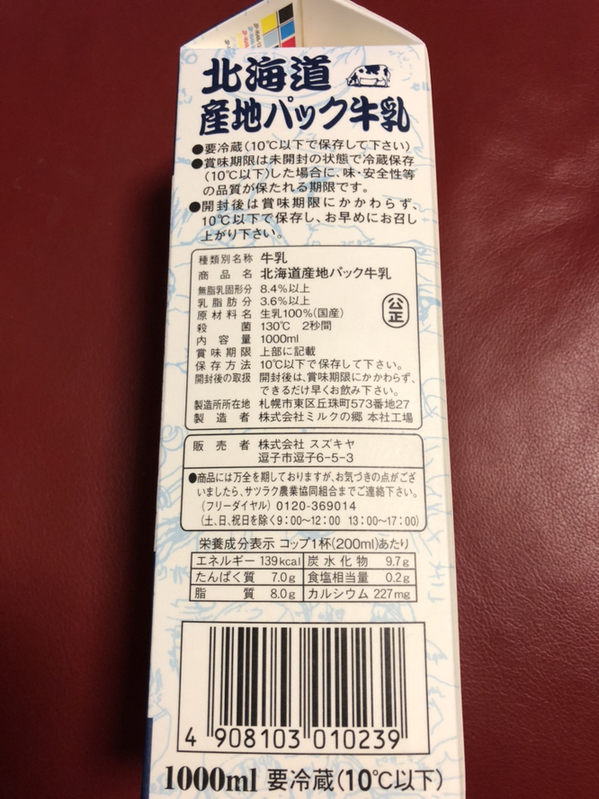 北海道
産地パック牛乳
●要冷蔵(10℃以下で保存して下さい)
●賞味期限は未開封の状態で冷蔵保存
(10℃以下)した場合に、味・安全性等
の品質が保たれる期限です。
●開封後は賞味期限にかかわらず、
10℃以下で保存し、お早めにお召し
上がり下さい。
種類別名称 牛乳
商品名 北海道産地パック牛乳
無脂乳固形分 8.4%以上
乳脂肪分 3.6%以上
原材料名 生乳100%(国産)
公正
殺菌 130℃ 2秒間
内容量 1000ml
賞味期限 上部に記載
保存方法 10℃以下で保存して下さい。
開封後の取扱 開封後は、賞味期限にかかわらず、
できるだけ早くお飲み下さい。
製造所所在地 札幌市東区丘珠町573番地27
製造者 株式会社ミルクの郷 本社工場
販売者 株式会社 スズキヤ
逗子市逗子6-5-3
●商品には万全を期しておりますが、お気づきの点がござ
いましたら、サツラク農業協同組合までご連絡下さい。
(フリーダイヤル) 0120-369014
(土、日、祝日を除く9:00〜12:00 13:00〜17:00)
栄養成分表示 コップ1杯(200ml)あたり
エネルギー 139kcal 炭水化物 9.7g
たんぱく質 7.0g 食塩相当量 0.2g
脂質 8.0g カルシウム 227mg
4 908103 010239
1000ml 要冷蔵(10℃以下)